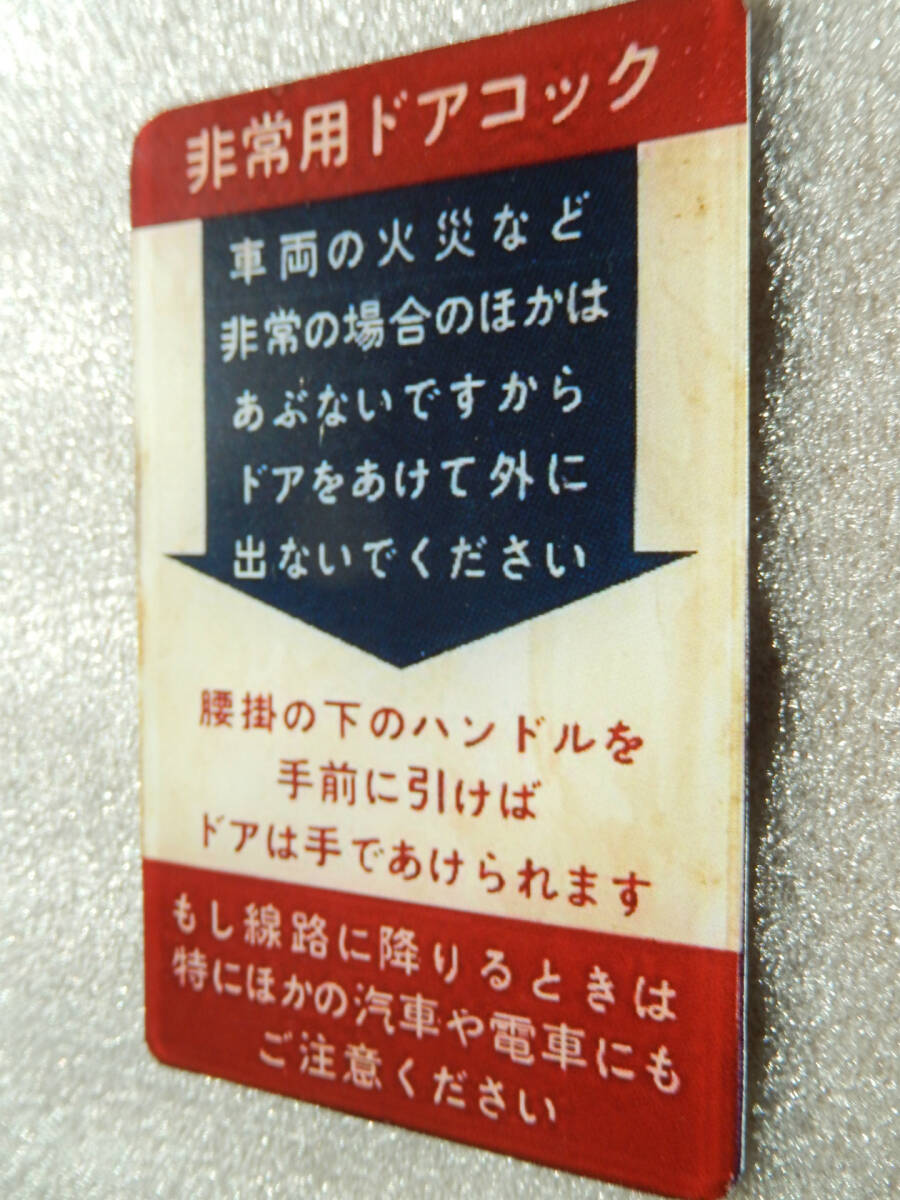 非常用ドアコック
車両の火災など
非常の場合のほかは
あぶないですから
ドアをあけて外に
出ないでください
腰掛の下のハンドルを
手前に引けば
ドアは手であけられます
もし線路に降りるときは
特にほかの汽車や電車にも
ご注意ください